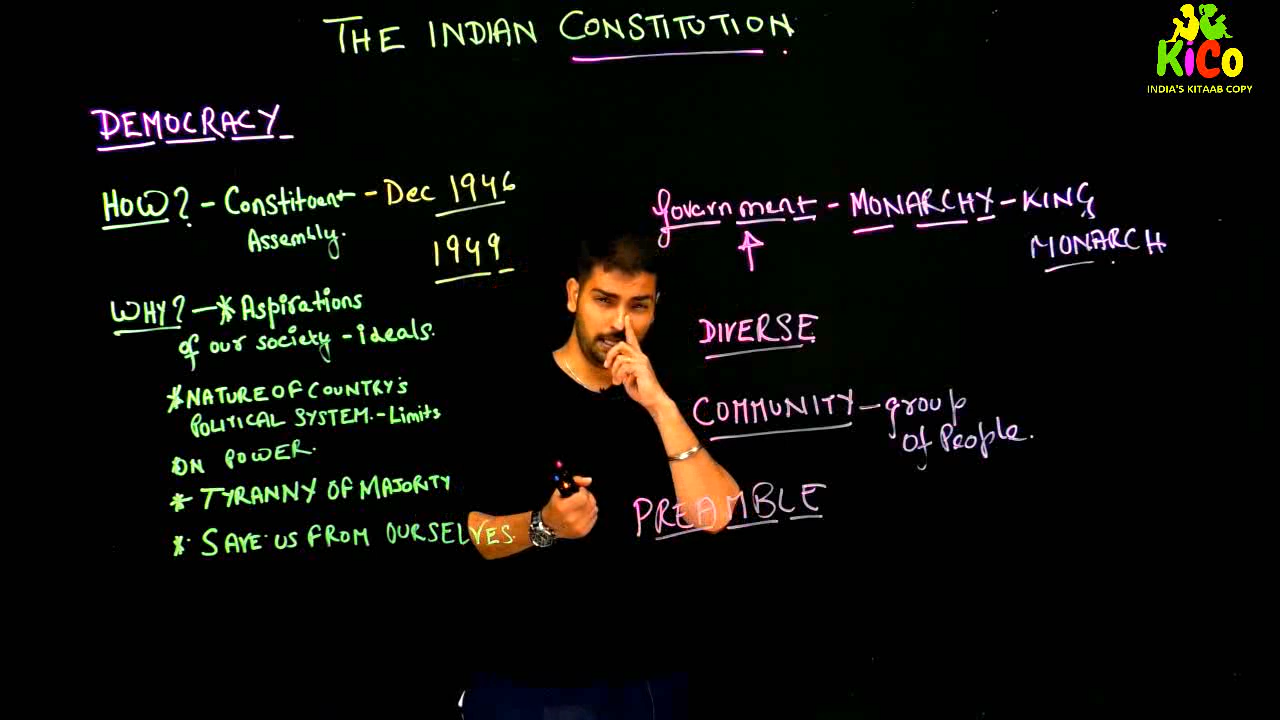 THE INDIAN CONSTITUTION.
KiCo
INDIA'S KITAAB COPY
DEMOCRACY
HOW? - Constituent - Dec 1946
Assembly.
1949
WHY? - * Aspirations
of our society - ideals.
* NATURE OF COUNTRY'S
POLITICAL SYSTEM. - Limits
* ON POWER.
* TYRANNY OF MAJORITY
* SAVE US FROM OURSELVES.
Government - MONARCHY - KING
MONARCH
DIVERSE
COMMUNITY - group
of People.
PREAMBLE